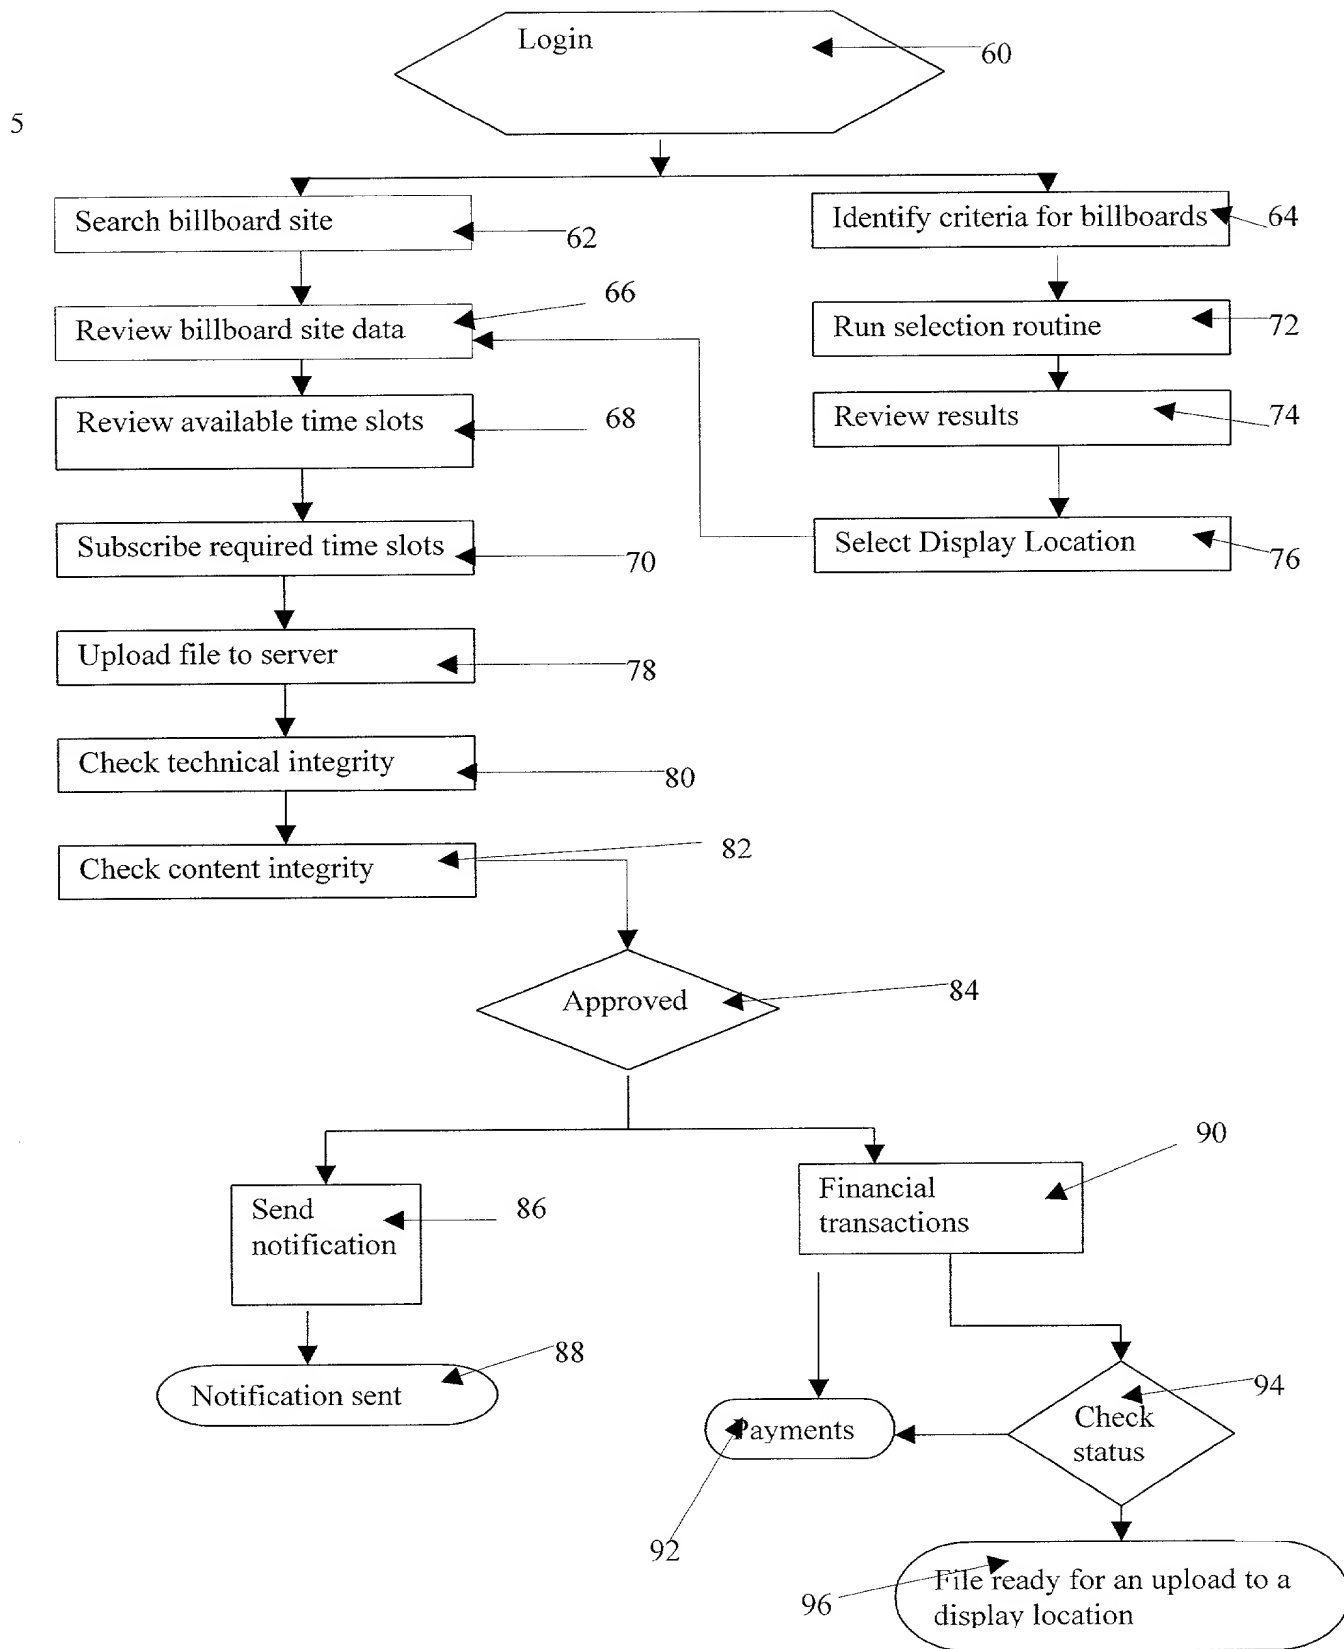 Login
60
5
Search billboard site
62
Identify criteria for billboards
64
Review billboard site data
66
Run selection routine
72
Review available time slots
68
Review results
74
Subscribe required time slots
70
Select Display Location
76
Upload file to server
78
Check technical integrity
80
Check content integrity
82
Approved
84
Send
notification
86
Financial
transactions
90
Notification sent
88
Payments
92
Check
status
94
File ready for an upload to a
display location
96